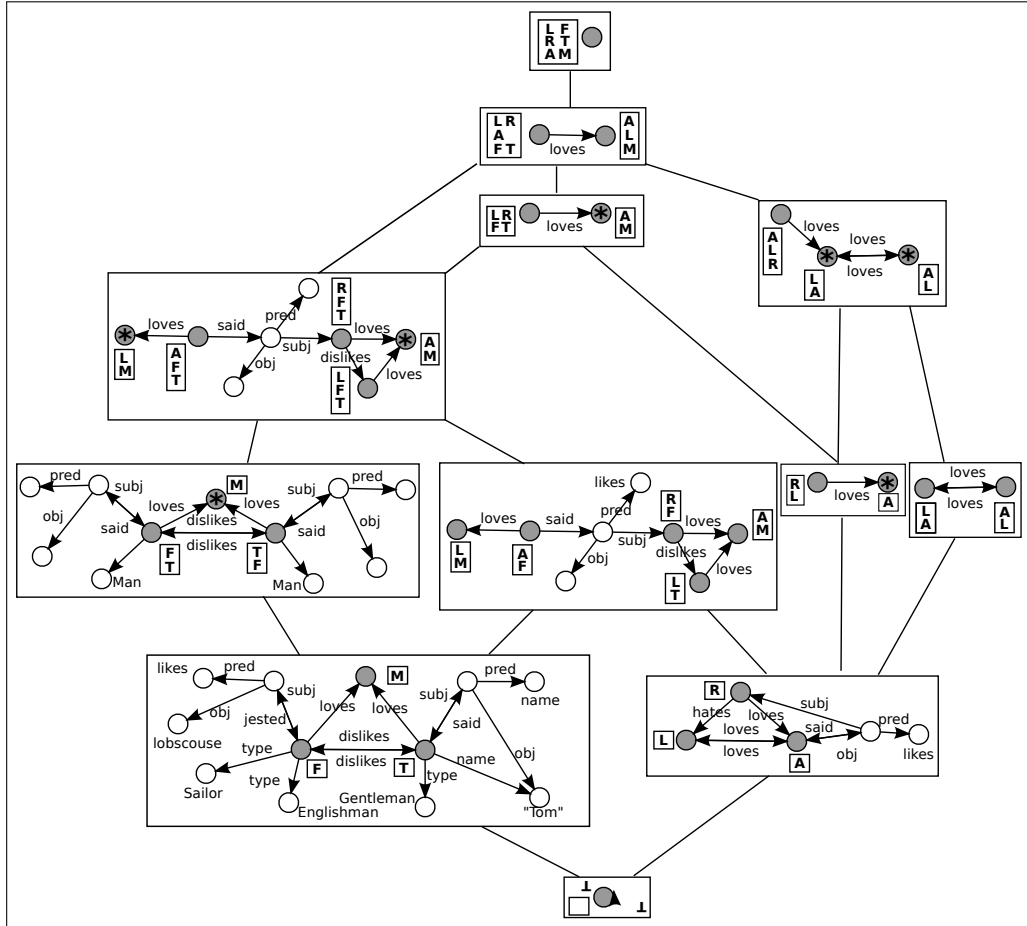 L F
R T
A M
L R
A
F T
loves
A
L
M
L R
F T
loves
*
A
M
loves
A
L
R
*
loves
loves
*
L
A
A
L
*
loves
L
M
A
F
T
said
pred
subj
obj
R
F
T
loves
*
A
M
dislikes
L
F
T
loves
pred
subj
obj
said
Man
loves
*
M
loves
dislikes
dislikes
F
T
T
F
subj
pred
said
obj
Man
likes
pred
loves
said
subj
obj
L
M
A
F
R
F
loves
A
M
dislikes
L
T
loves
R
L
loves
*
A
loves
loves
L
A
A
L
likes
pred
subj
obj
lobscouse
jested
type
Sailor
type
Englishman
loves
M
loves
dislikes
dislikes
F
T
subj
pred
name
said
obj
name
type
Gentleman
"Tom"
R
hates
loves
subj
L
loves
loves
said
obj
A
pred
likes
⊥
⊥